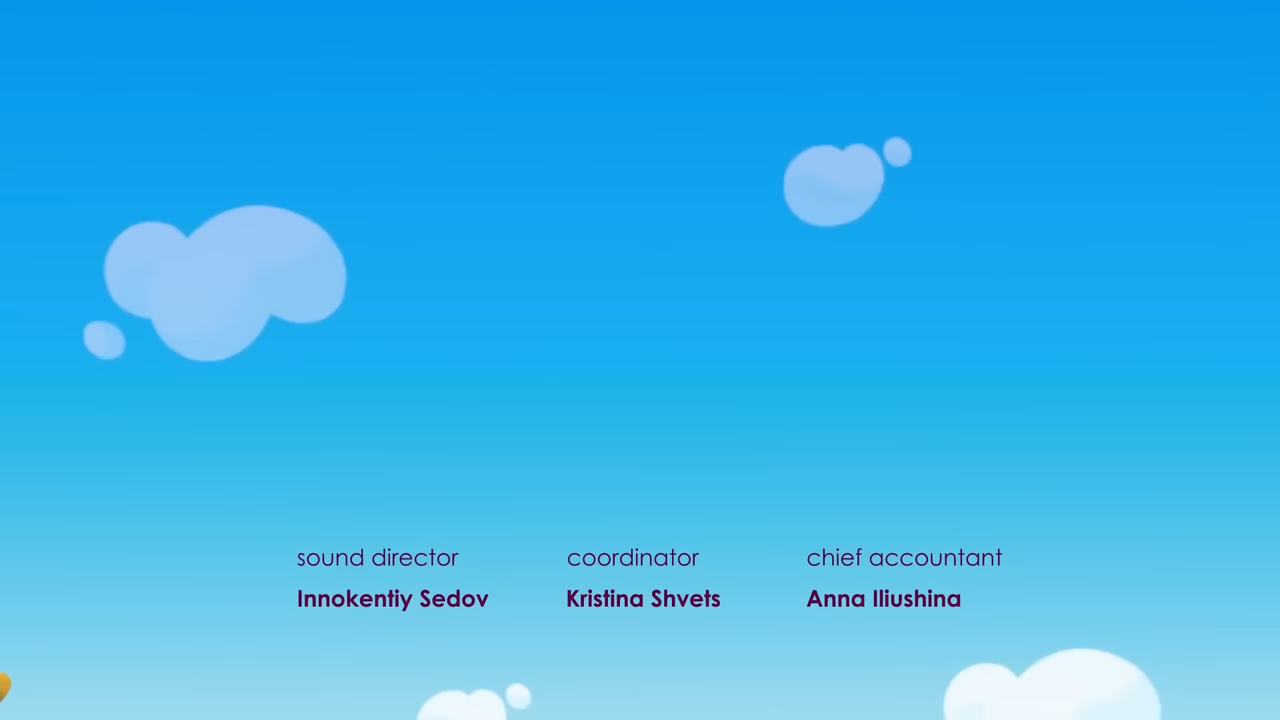 sound director coordinator chief accountant
Innokentiy Sedov Kristina Shvets Anna Iliushina